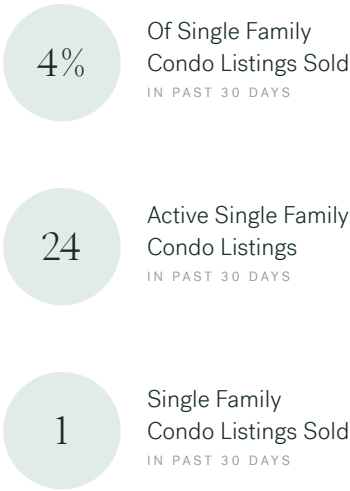 4%
Of Single Family
Condo Listings Sold
IN PAST 30 DAYS
24
Active Single Family
Condo Listings
IN PAST 30 DAYS
1
Single Family
Condo Listings Sold
IN PAST 30 DAYS